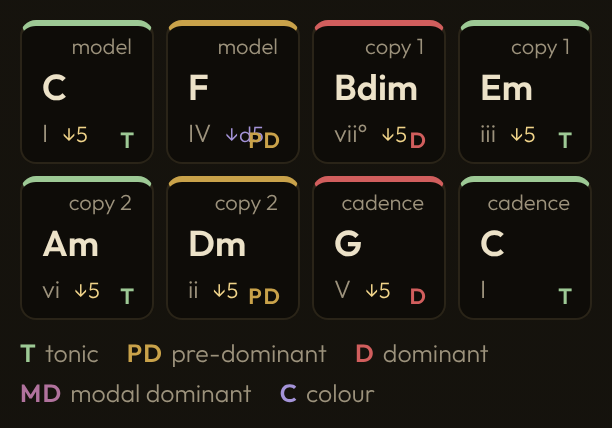 model model copy 1 copy 1
C F Bdim Em
I ↓5 T IV ↓d5 PD vii° ↓5 D iii ↓5 T
copy 2 copy 2 cadence cadence
Am Dm G C
vi ↓5 T ii ↓5 PD V ↓5 D I T
T tonic PD pre-dominant D dominant
MD modal dominant C colour